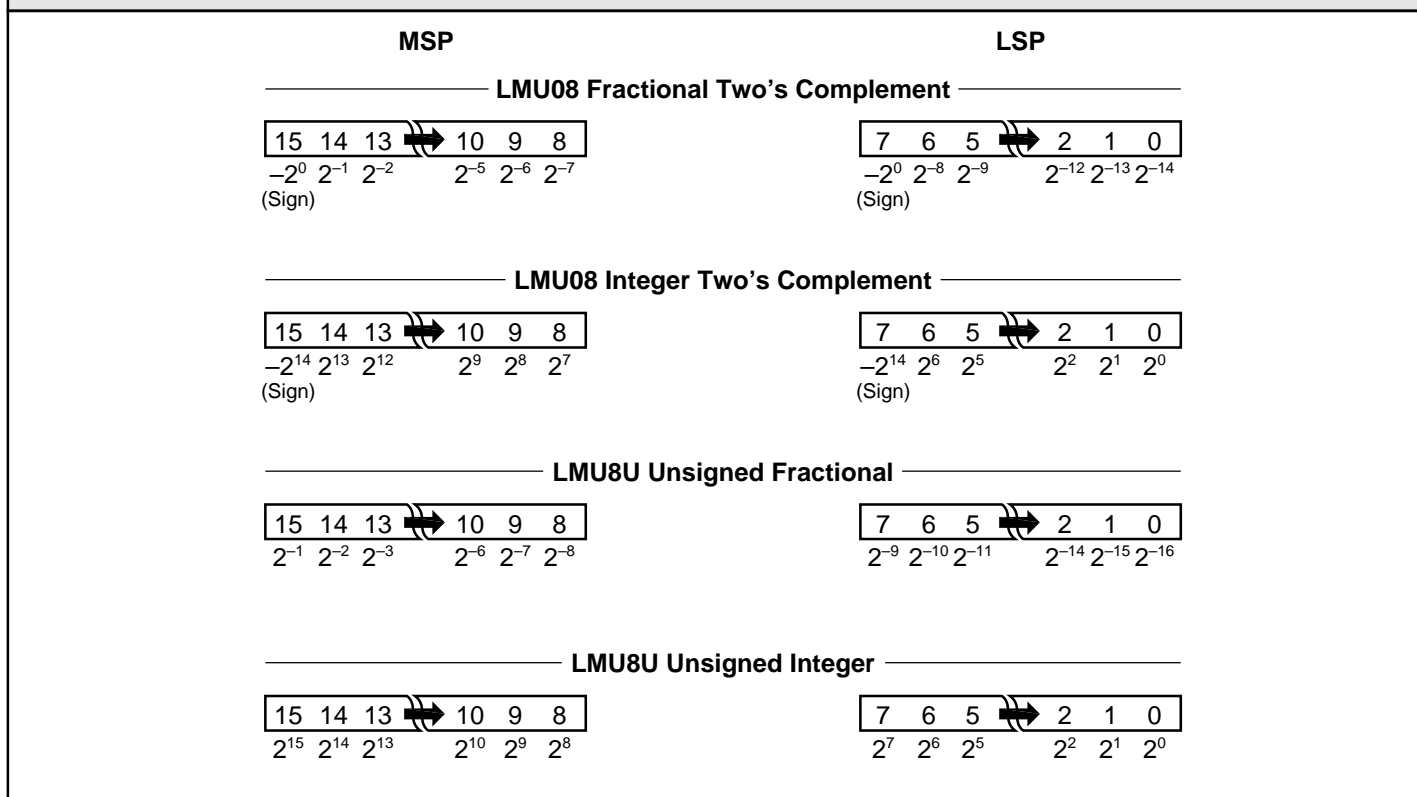 MSP LSP
LMU08 Fractional Two’s Complement
15 14 13 10 9 8 7 6 5 2 1 0
–2⁰ 2⁻¹ 2⁻² 2⁻⁵ 2⁻⁶ 2⁻⁷ –2⁰ 2⁻⁸ 2⁻⁹ 2⁻¹² 2⁻¹³ 2⁻¹⁴
(Sign) (Sign)
LMU08 Integer Two’s Complement
15 14 13 10 9 8 7 6 5 2 1 0
–2¹⁴ 2¹³ 2¹² 2⁹ 2⁸ 2⁷ –2¹⁴ 2⁶ 2⁵ 2² 2¹ 2⁰
(Sign) (Sign)
LMU8U Unsigned Fractional
15 14 13 10 9 8 7 6 5 2 1 0
2⁻¹ 2⁻² 2⁻³ 2⁻⁶ 2⁻⁷ 2⁻⁸ 2⁻⁹ 2⁻¹⁰ 2⁻¹¹ 2⁻¹⁴ 2⁻¹⁵ 2⁻¹⁶
LMU8U Unsigned Integer
15 14 13 10 9 8 7 6 5 2 1 0
2¹⁵ 2¹⁴ 2¹³ 2¹⁰ 2⁹ 2⁸ 2⁷ 2⁶ 2⁵ 2² 2¹ 2⁰